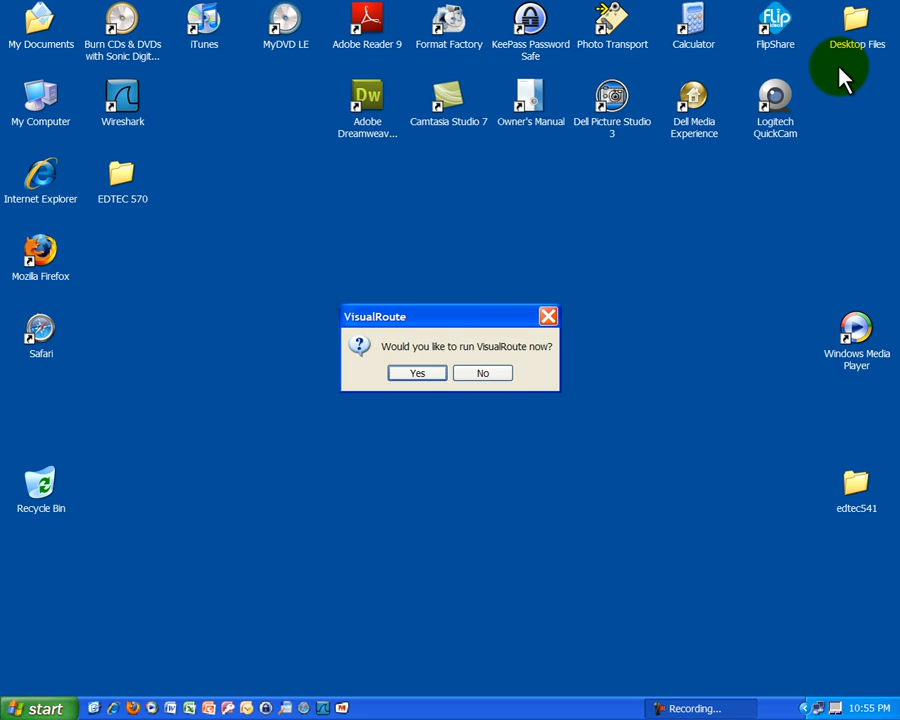 My Documents
Burn CDs & DVDs
with Sonic Digit...
iTunes
MyDVD LE
Adobe Reader 9
Format Factory
KeePass Password
Safe
Photo Transport
Calculator
flip
VIDEO
FlipShare
Desktop Files
My Computer
Wireshark
Dw
Adobe
Dreamweav...
Camtasia Studio 7
Owner's Manual
Dell Picture Studio
3
Dell Media
Experience
Logitech
QuickCam
Internet Explorer
EDTEC 570
Mozilla Firefox
Safari
VisualRoute
Would you like to run VisualRoute now?
Yes
No
Windows Media
Player
Recycle Bin
edtec541
start
Recording...
10:55 PM